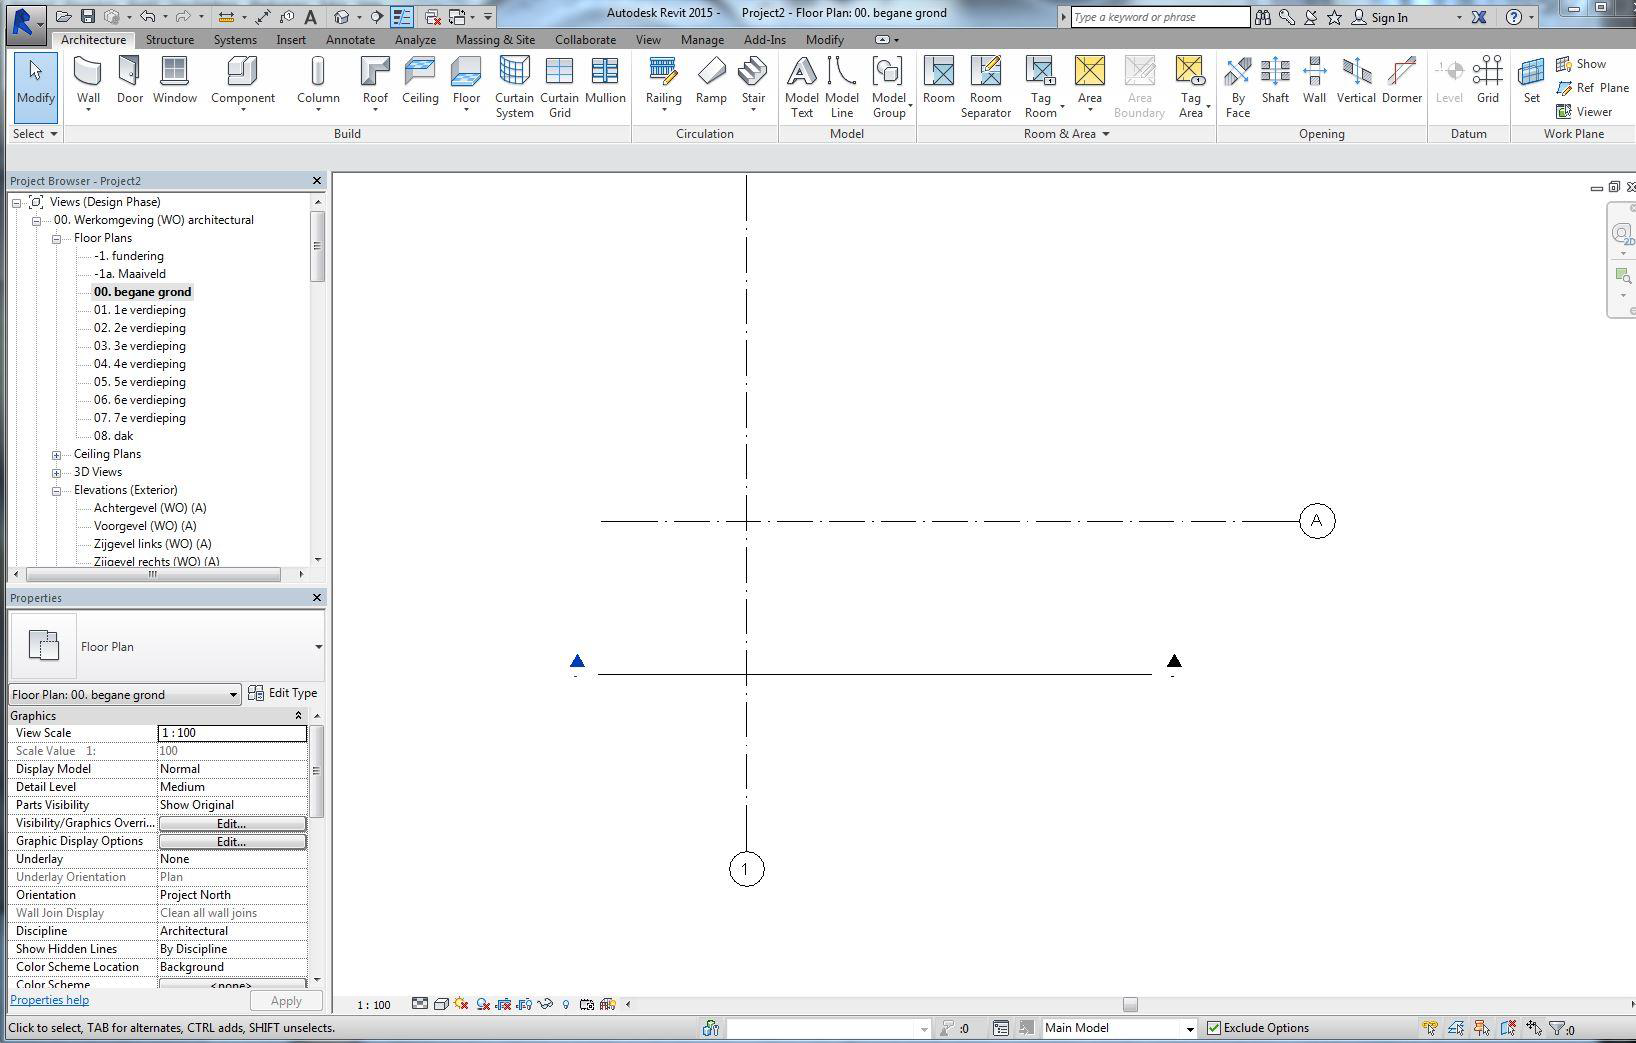 Autodesk Revit 2015 - Project2 - Floor Plan: 00. begane grond
Type a keyword or phrase
Sign In
Architecture Structure Systems Insert Annotate Analyze Massing & Site Collaborate View Manage Add-Ins Modify
Modify Wall Door Window Component Column Roof Ceiling Floor Curtain System Curtain Grid Mullion Railing Ramp Stair Model Text Model Line Model Group Room Room Separator Tag Room Area Area Boundary Tag Area By Face Shaft Wall Vertical Dormer Level Grid Set
Show
Ref Plane
Viewer
Select Build Circulation Model Room & Area Opening Datum Work Plane
Project Browser - Project2
Views (Design Phase)
00. Werkomgeving (WO) architectural
Floor Plans
-1. fundering
-1a. Maaiveld
00. begane grond
01. 1e verdieping
02. 2e verdieping
03. 3e verdieping
04. 4e verdieping
05. 5e verdieping
06. 6e verdieping
07. 7e verdieping
08. dak
Ceiling Plans
3D Views
Elevations (Exterior)
Achtergevel (WO) (A)
Voorgevel (WO) (A)
Zijgevel links (WO) (A)
Zijgevel rechts (WO) (A)
Properties
Floor Plan
Floor Plan: 00. begane grond Edit Type
Graphics
View Scale 1 : 100
Scale Value 1: 100
Display Model Normal
Detail Level Medium
Parts Visibility Show Original
Visibility/Graphics Overri... Edit...
Graphic Display Options Edit...
Underlay None
Underlay Orientation Plan
Orientation Project North
Wall Join Display Clean all wall joins
Discipline Architectural
Show Hidden Lines By Discipline
Color Scheme Location Background
Color Scheme <none>
Properties help Apply
A
1
2D
1 : 100
Click to select, TAB for alternates, CTRL adds, SHIFT unselects.
:0
Main Model
Exclude Options
:0